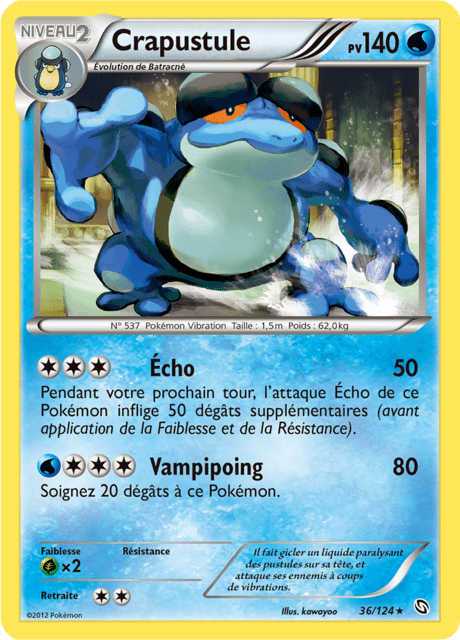 NIVEAU 2
Crapustule
PV 140
Évolution de Batracné
N° 537 Pokémon Vibration Taille : 1,5m Poids : 62,0kg
Écho 50
Pendant votre prochain tour, l'attaque Écho de ce
Pokémon inflige 50 dégâts supplémentaires (avant
application de la Faiblesse et de la Résistance).
Vampipoing 80
Soignez 20 dégâts à ce Pokémon.
Faiblesse Résistance
×2
Retraite
Il fait gicler un liquide paralysant
des pustules sur sa tête, et
attaque ses ennemis à coups
de vibrations.
©2012 Pokémon
Illus. kawayoo
36/124 ★